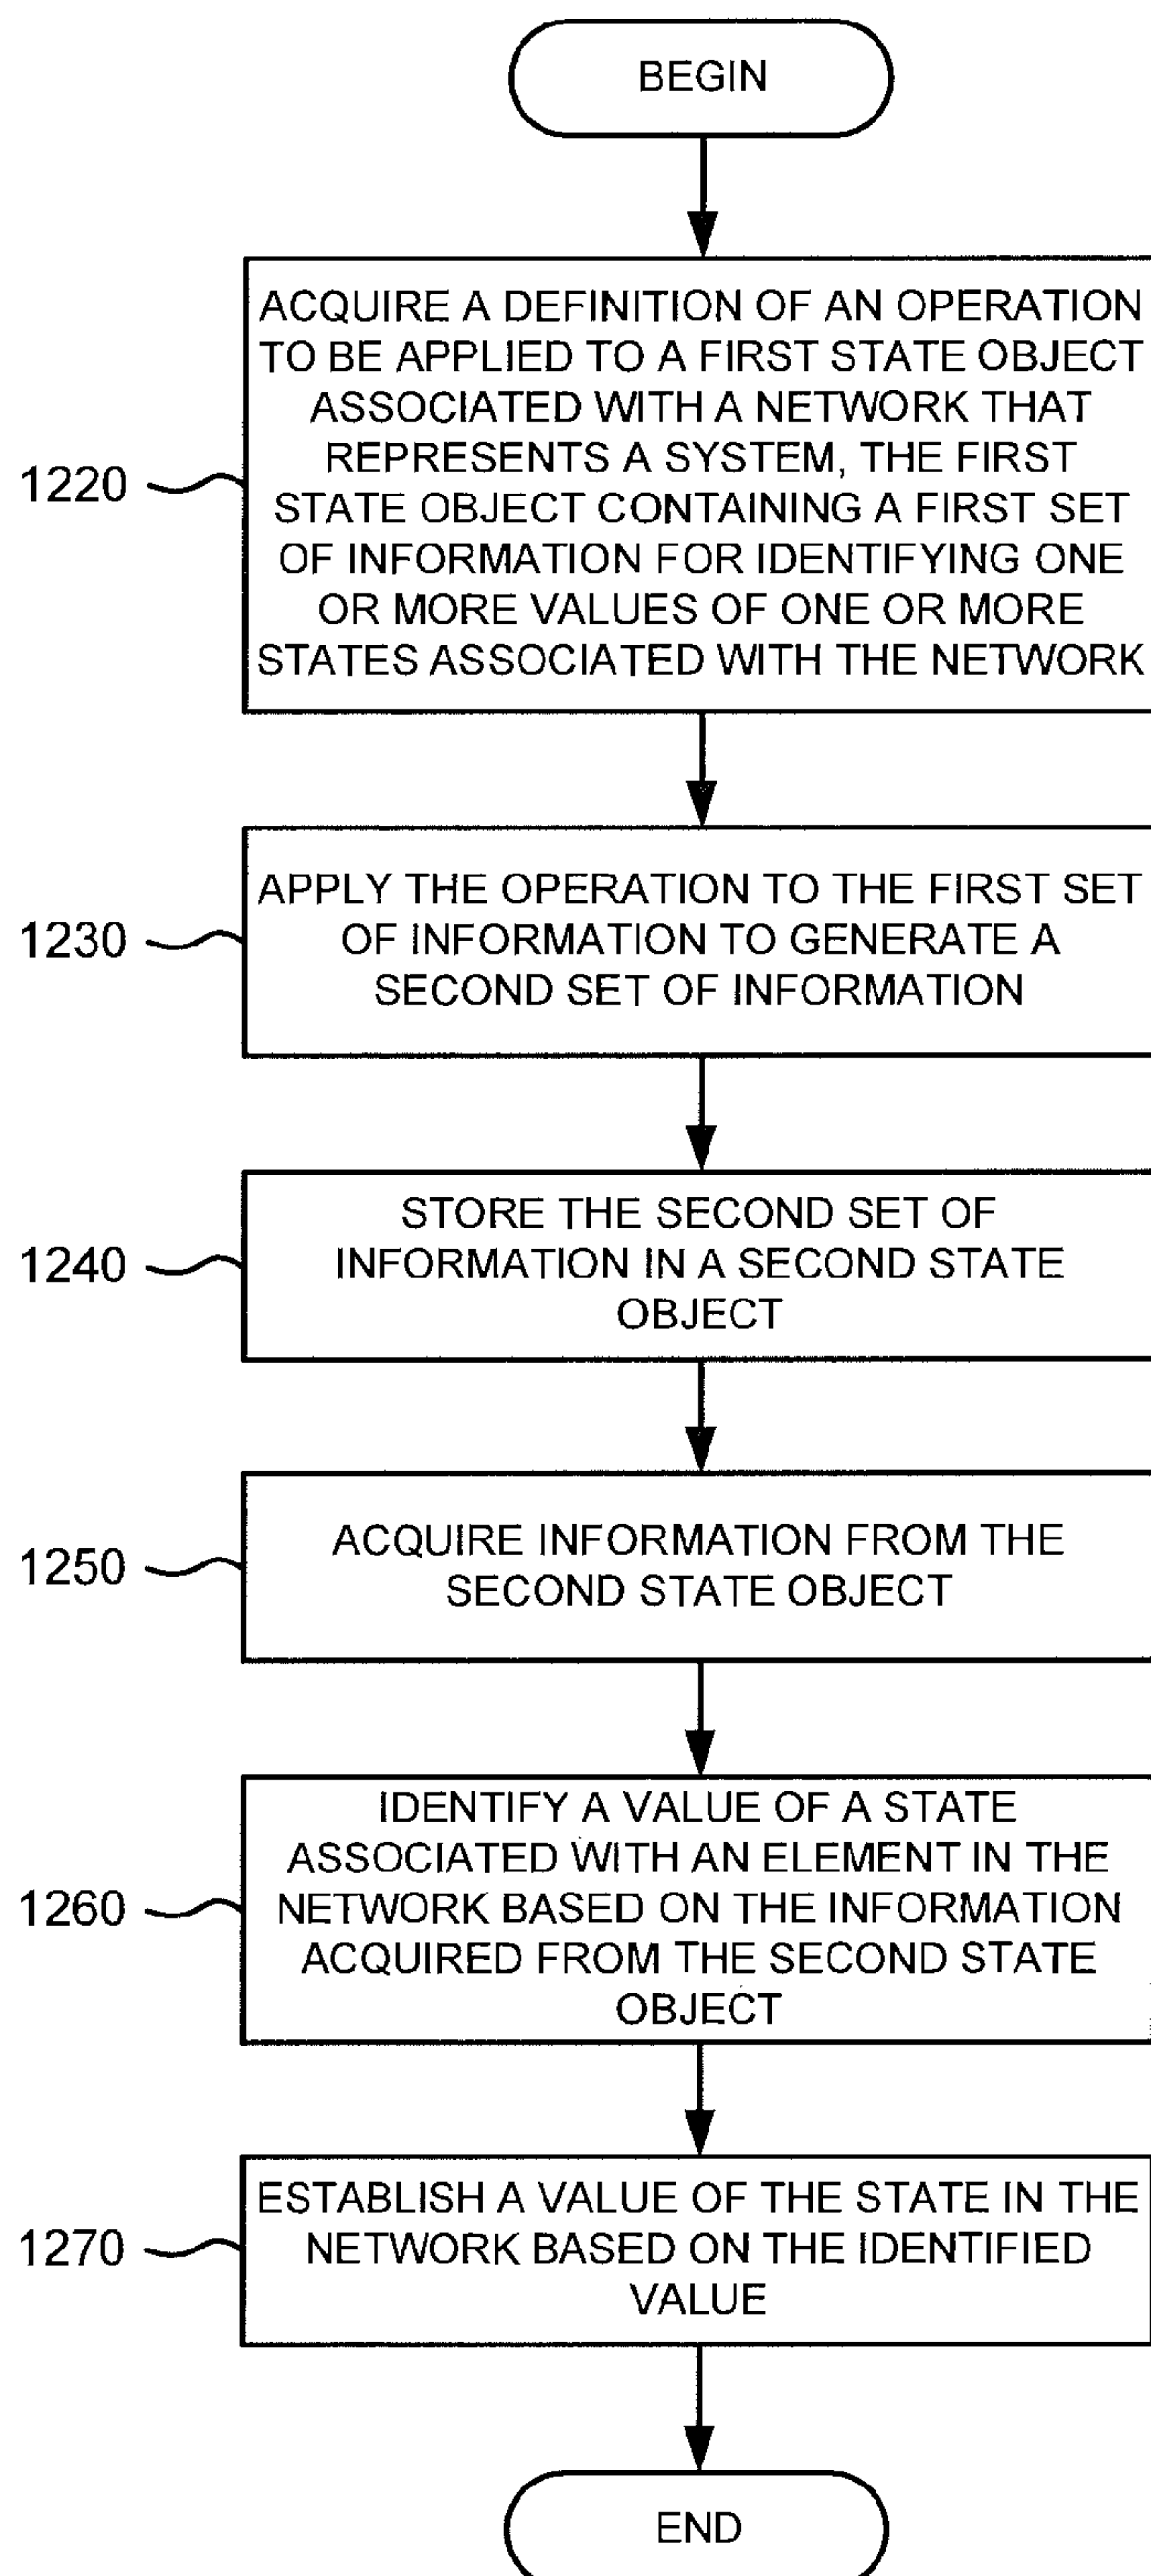 BEGIN
ACQUIRE A DEFINITION OF AN OPERATION
TO BE APPLIED TO A FIRST STATE OBJECT
ASSOCIATED WITH A NETWORK THAT
REPRESENTS A SYSTEM, THE FIRST
STATE OBJECT CONTAINING A FIRST SET
OF INFORMATION FOR IDENTIFYING ONE
OR MORE VALUES OF ONE OR MORE
STATES ASSOCIATED WITH THE NETWORK
1220
APPLY THE OPERATION TO THE FIRST SET
OF INFORMATION TO GENERATE A
SECOND SET OF INFORMATION
1230
STORE THE SECOND SET OF
INFORMATION IN A SECOND STATE
OBJECT
1240
ACQUIRE INFORMATION FROM THE
SECOND STATE OBJECT
1250
IDENTIFY A VALUE OF A STATE
ASSOCIATED WITH AN ELEMENT IN THE
NETWORK BASED ON THE INFORMATION
ACQUIRED FROM THE SECOND STATE
OBJECT
1260
ESTABLISH A VALUE OF THE STATE IN THE
NETWORK BASED ON THE IDENTIFIED
VALUE
1270
END